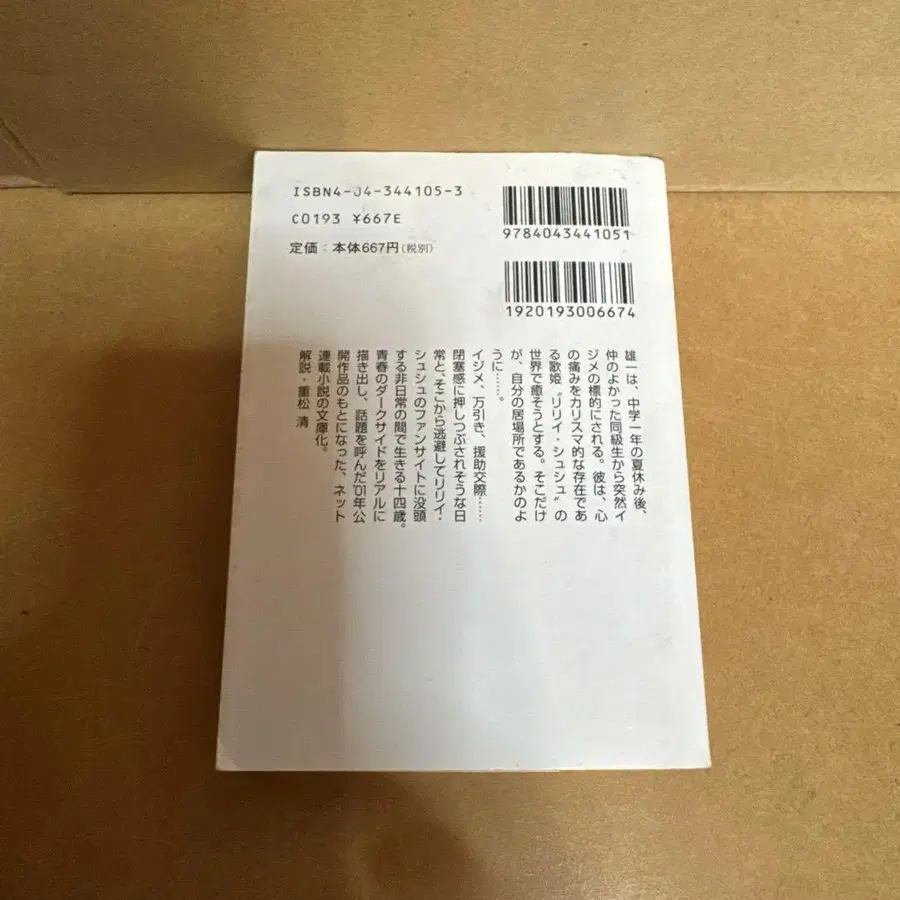 ISBN4-04-344105-3
C0193 ¥667E
定価：本体667円（税別）
9784043441051
1920193006674
雄一は、中学一年の夏休み後、
仲のよかった同級生から突然イ
ジメの標的にされる。彼は、心
の痛みをカリスマ的な存在であ
る歌姫〝リリイ・シュシュ〟の
世界で癒そうとする。そこだけ
が、自分の居場所であるかのよ
うに……。
イジメ、万引き、援助交際……
閉塞感に押しつぶされそうな日
常と、そこから逃避してリリイ・
シュシュのファンサイトに没頭
する非日常の間で生きる十四歳。
青春のダークサイドをリアルに
描き出し、話題を呼んだ'01年公
開作品のもとになった、ネット
連載小説の文庫化。
解説・重松 清